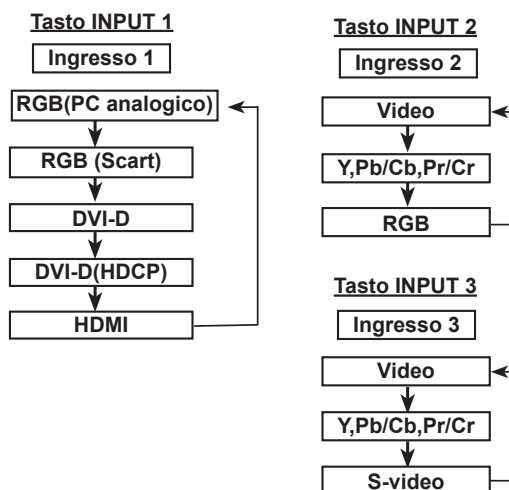 Tasto INPUT 1
Ingresso 1
RGB(PC analogico)
RGB (Scart)
DVI-D
DVI-D(HDCP)
HDMI
Tasto INPUT 2
Ingresso 2
Video
Y,Pb/Cb,Pr/Cr
RGB
Tasto INPUT 3
Ingresso 3
Video
Y,Pb/Cb,Pr/Cr
S-video